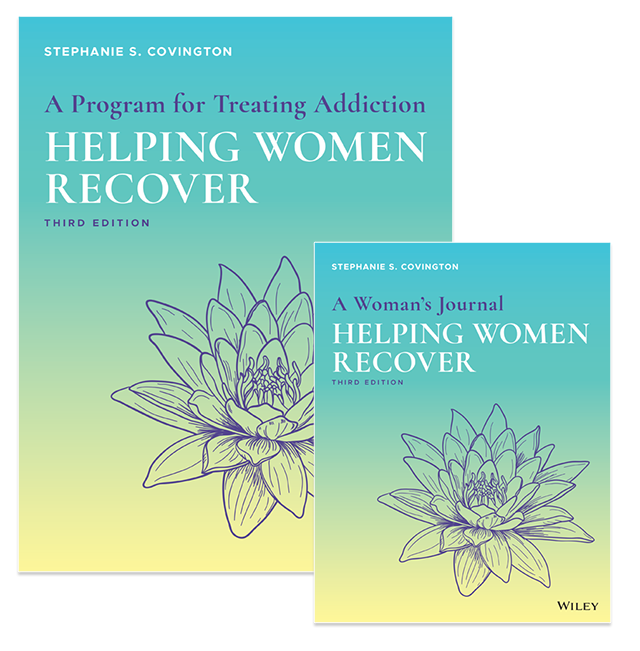 STEPHANIE S. COVINGTON
A Program for Treating Addiction
HELPING WOMEN
RECOVER
THIRD EDITION
STEPHANIE S. COVINGTON
A Woman's Journal
HELPING WOMEN
RECOVER
THIRD EDITION
WILEY